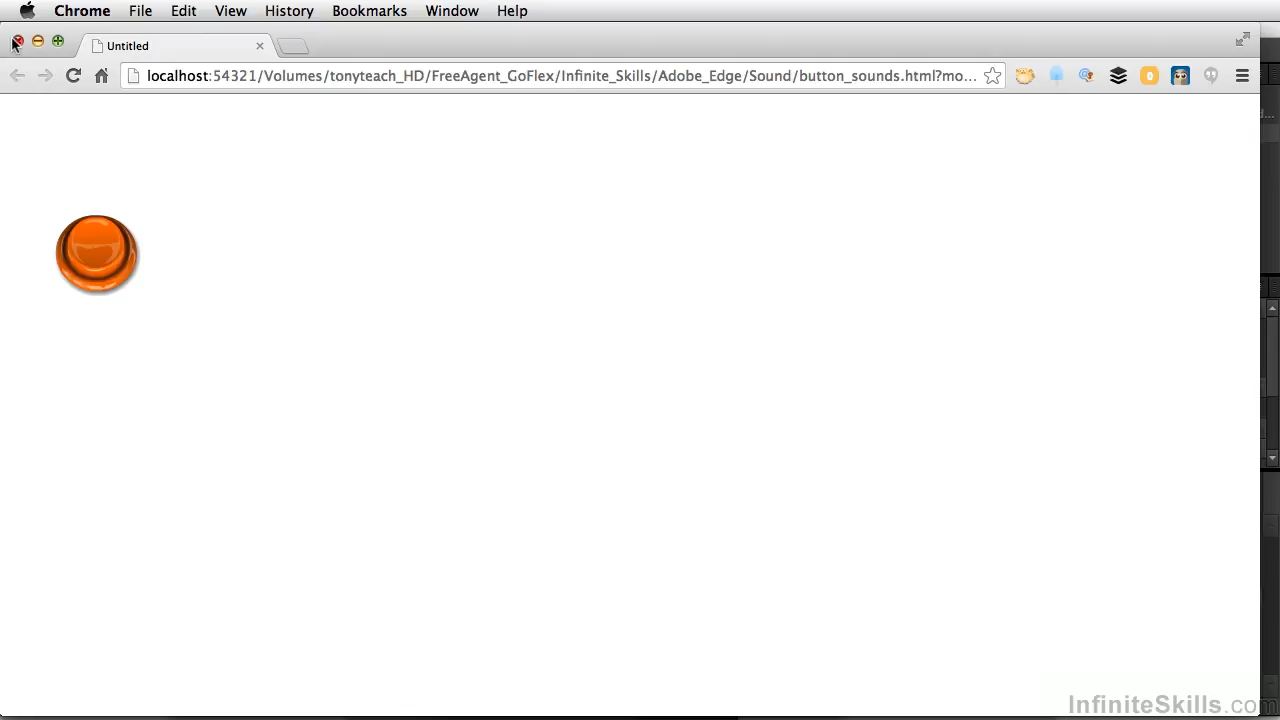 Chrome File Edit View History Bookmarks Window Help
Untitled
localhost:54321/Volumes/tonyteach_HD/FreeAgent_GoFlex/Infinite_Skills/Adobe_Edge/Sound/button_sounds.html?mo...
d...
InfiniteSkills.com